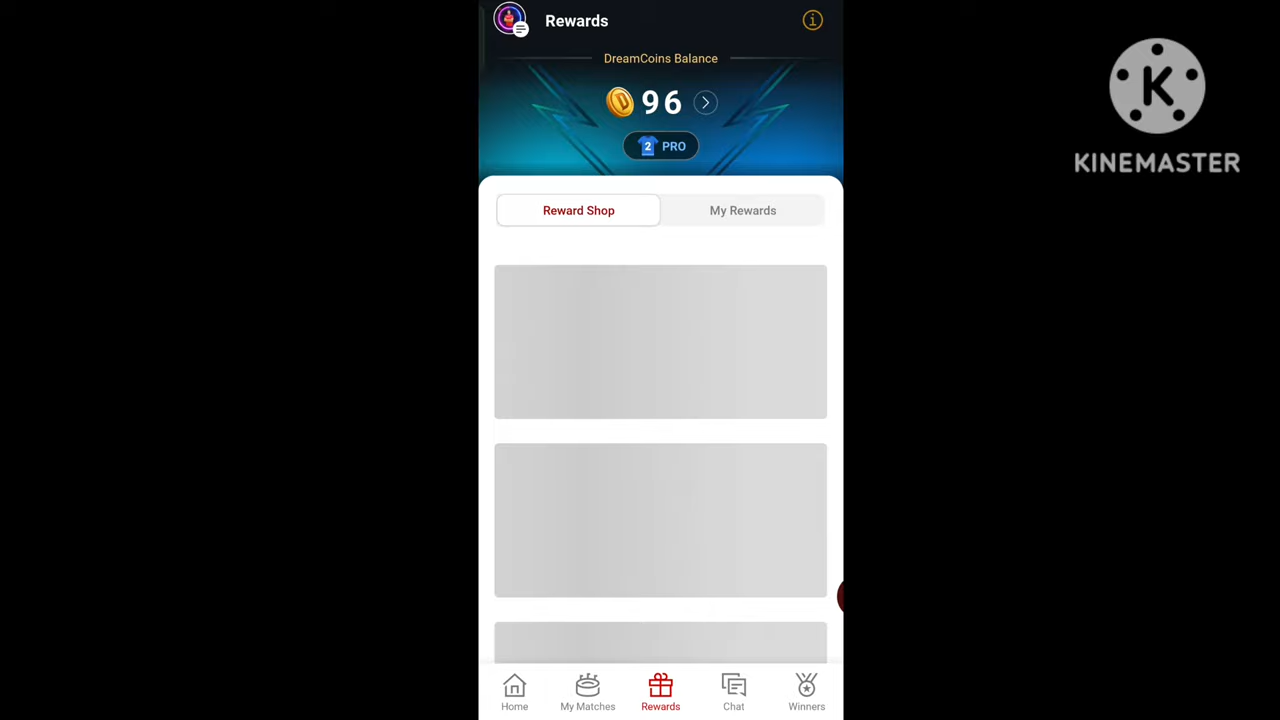 Rewards
DreamCoins Balance
96
2 PRO
Reward Shop
My Rewards
Home
My Matches
Rewards
Chat
Winners
K
KINEMASTER